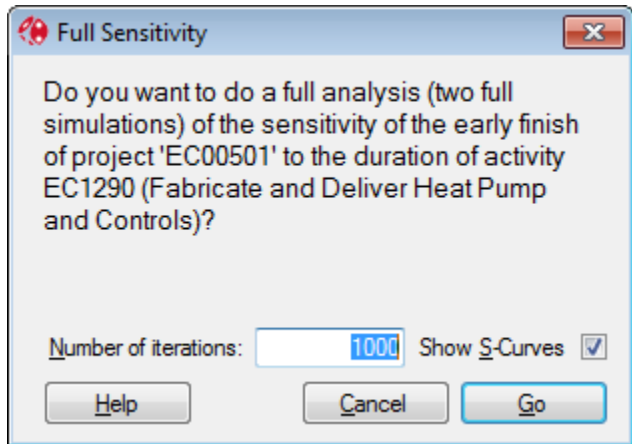 Full Sensitivity
Do you want to do a full analysis (two full
simulations) of the sensitivity of the early finish
of project 'EC00501' to the duration of activity
EC1290 (Fabricate and Deliver Heat Pump
and Controls)?
Number of iterations: 1000 Show S-Curves
Help Cancel Go